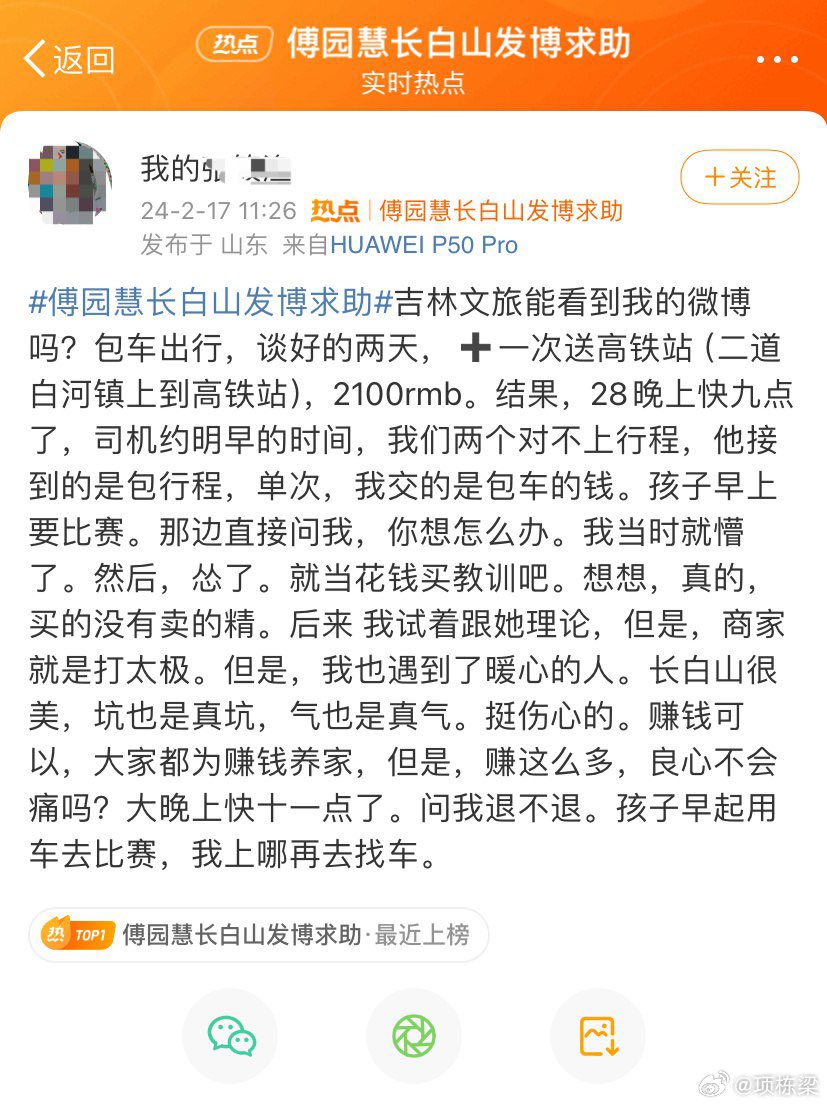 返回
热点 傅园慧长白山发博求助
实时热点
我的
+关注
24-2-17 11:26 热点 | 傅园慧长白山发博求助
发布于 山东 来自HUAWEI P50 Pro
#傅园慧长白山发博求助#吉林文旅能看到我的微博
吗？包车出行，谈好的两天，➕一次送高铁站（二道
白河镇上到高铁站），2100rmb。结果，28晚上快九点
了，司机约明早的时间，我们两个对不上行程，他接
到的是包行程，单次，我交的是包车的钱。孩子早上
要比赛。那边直接问我，你想怎么办。我当时就懵
了。然后，怂了。就当花钱买教训吧。想想，真的，
买的没有卖的精。后来 我试着跟她理论，但是，商家
就是打太极。但是，我也遇到了暖心的人。长白山很
美，坑也是真坑，气也是真气。挺伤心的。赚钱可
以，大家都为赚钱养家，但是，赚这么多，良心不会
痛吗？大晚上快十一点了。问我退不退。孩子早起用
车去比赛，我上哪再去找车。
热 TOP1 傅园慧长白山发博求助·最近上榜
@项栋梁